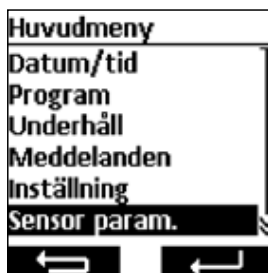 Huvudmeny
Datum/tid
Program
Underhåll
Meddelanden
Inställning
Sensor param.